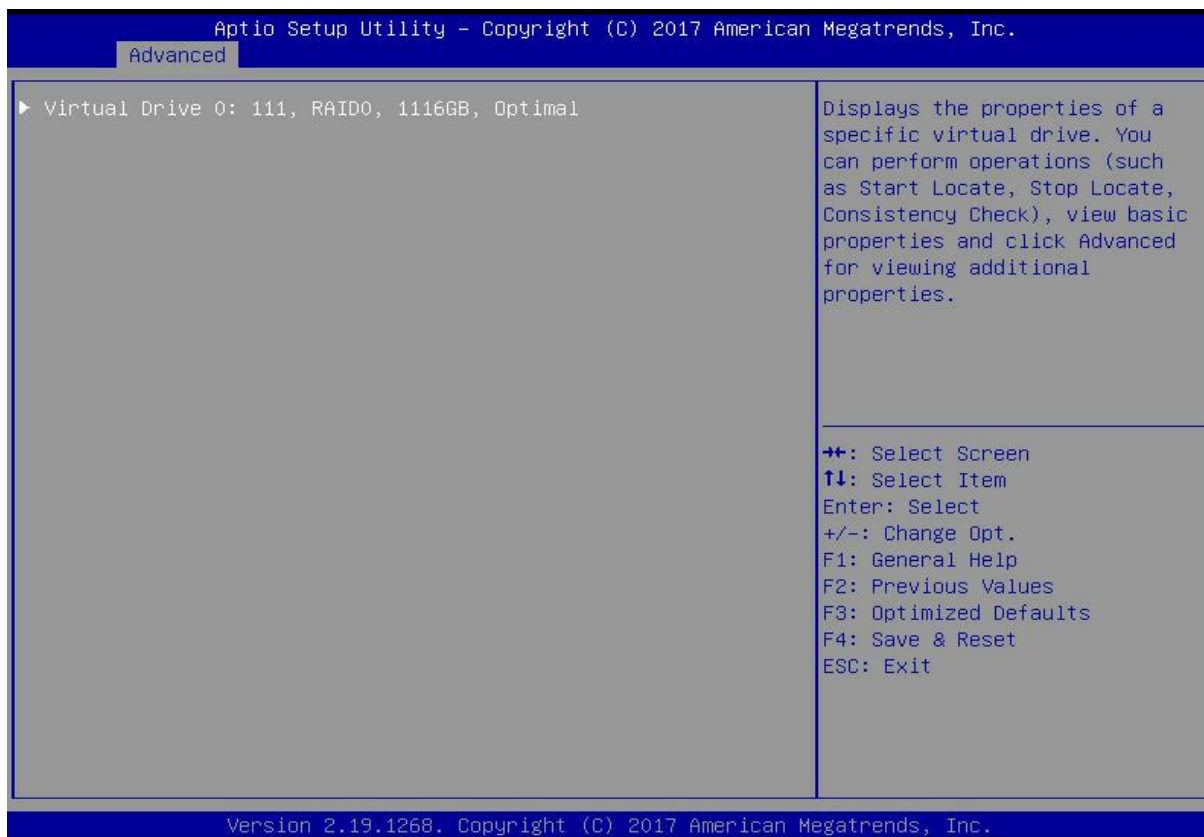 Aptio Setup Utility – Copyright (C) 2017 American Megatrends, Inc.
Advanced
▶ Virtual Drive 0: 111, RAID0, 1116GB, Optimal
Displays the properties of a
specific virtual drive. You
can perform operations (such
as Start Locate, Stop Locate,
Consistency Check), view basic
properties and click Advanced
for viewing additional
properties.
→←: Select Screen
↑↓: Select Item
Enter: Select
+/-: Change Opt.
F1: General Help
F2: Previous Values
F3: Optimized Defaults
F4: Save & Reset
ESC: Exit
Version 2.19.1268. Copyright (C) 2017 American Megatrends, Inc.